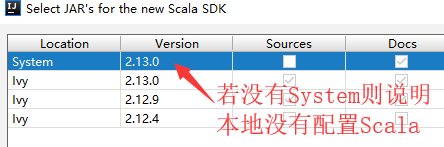 Select JAR's for the new Scala SDK
Location Version Sources Docs
System 2.13.0
Ivy 2.13.0
Ivy 2.12.9
Ivy 2.12.4
若没有System则说明
本地没有配置Scala